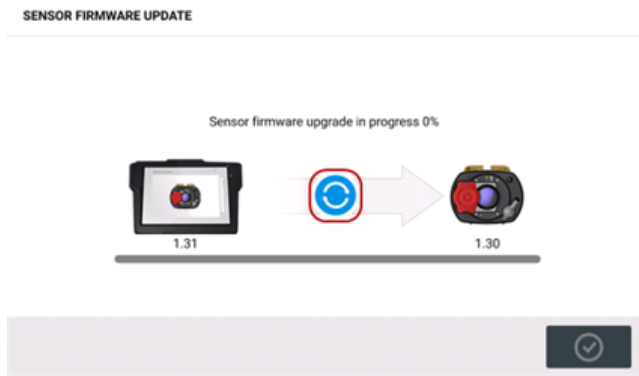 SENSOR FIRMWARE UPDATE
Sensor firmware upgrade in progress 0%
1.31
1.30